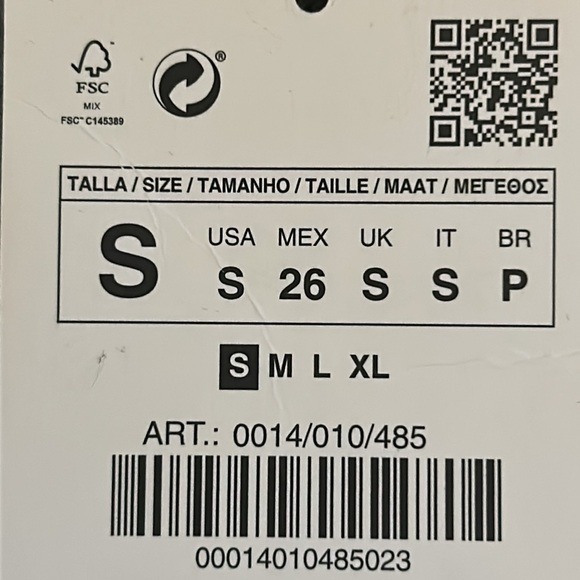 FSC
MIX
FSC™ C145389
®
TALLA / SIZE / TAMANHO / TAILLE / MAAT / ΜΕΓΕΘΟΣ
S
USA MEX UK IT BR
S 26 S S P
S M L XL
ART.: 0014/010/485
00014010485023